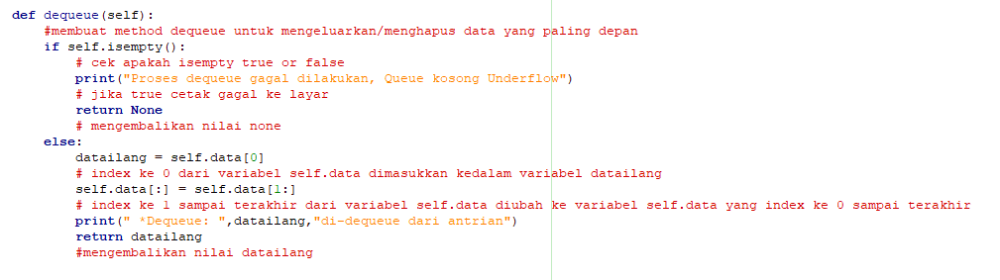 def dequeue(self):
    #membuat method dequeue untuk mengeluarkan/menghapus data yang paling depan
    if self.isempty():
        # cek apakah isempty true or false
        print("Proses dequeue gagal dilakukan, Queue kosong Underflow")
        # jika true cetak gagal ke layar
        return None
        # mengembalikan nilai none
    else:
        datailang = self.data[0]
        # index ke 0 dari variabel self.data dimasukkan kedalam variabel datailang
        self.data[:] = self.data[1:]
        # index ke 1 sampai terakhir dari variabel self.data diubah ke variabel self.data yang index ke 0 sampai terakhir
        print(" *Dequeue: ",datailang,"di-dequeue dari antrian")
        return datailang
        #mengembalikan nilai datailang